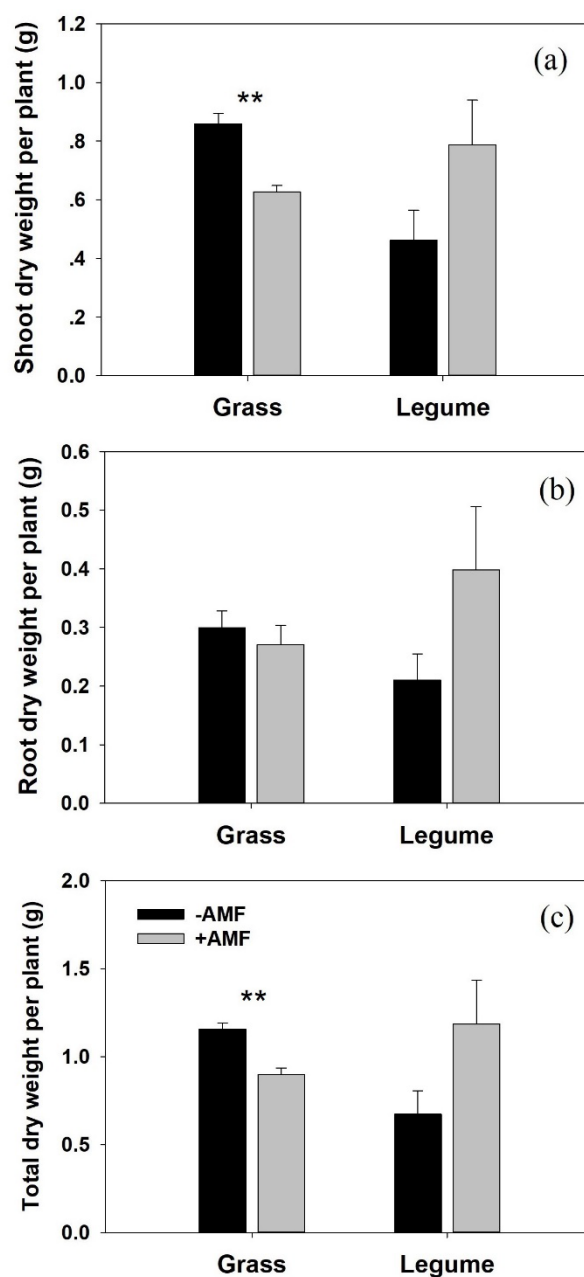 Shoot dry weight per plant (g)
1.2
1.0
.8
.6
.4
.2
0.0
(a)
**
Grass Legume
Root dry weight per plant (g)
0.6
0.5
0.4
0.3
0.2
0.1
0.0
(b)
Grass Legume
Total dry weight per plant (g)
2.0
1.5
1.0
0.5
0.0
-AMF
+AMF
(c)
**
Grass Legume